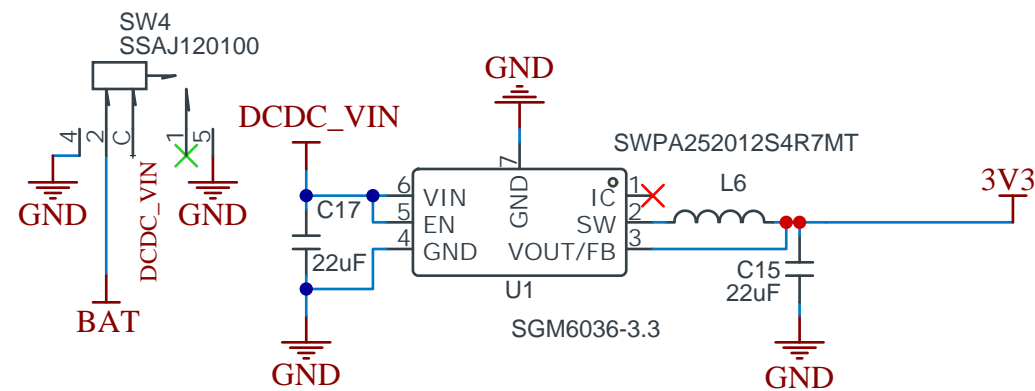 SW4
SSAJ120100
4
2
C
1
5
GND
DCDC_VIN
GND
BAT
DCDC_VIN
GND
7
6
VIN
5
EN
4
GND
GND
IC
1
SW
2
VOUT/FB
3
C17
22uF
GND
U1
SGM6036-3.3
SWPA252012S4R7MT
L6
3V3
C15
22uF
GND